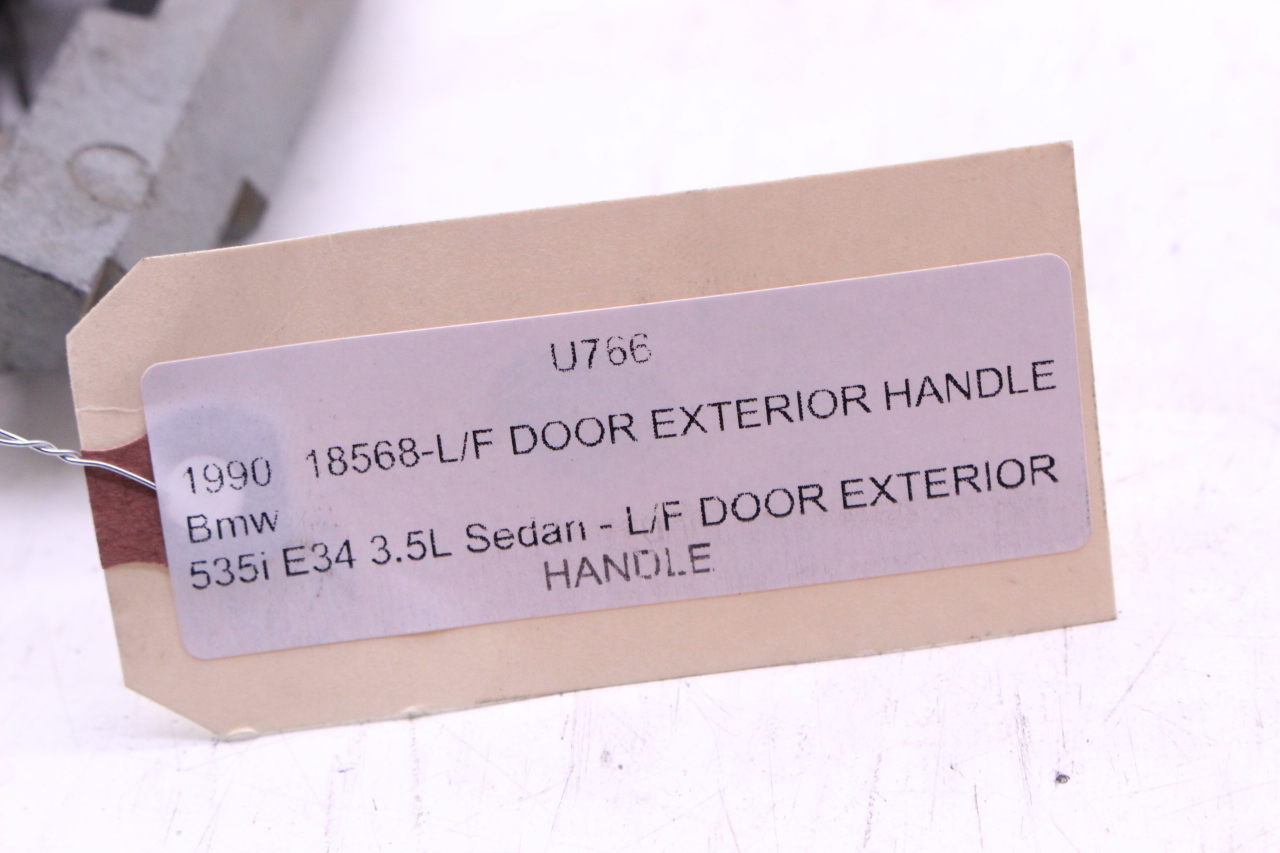 U766
1990 18568-L/F DOOR EXTERIOR HANDLE
Bmw
535i E34 3.5L Sedan - L/F DOOR EXTERIOR
HANDLE